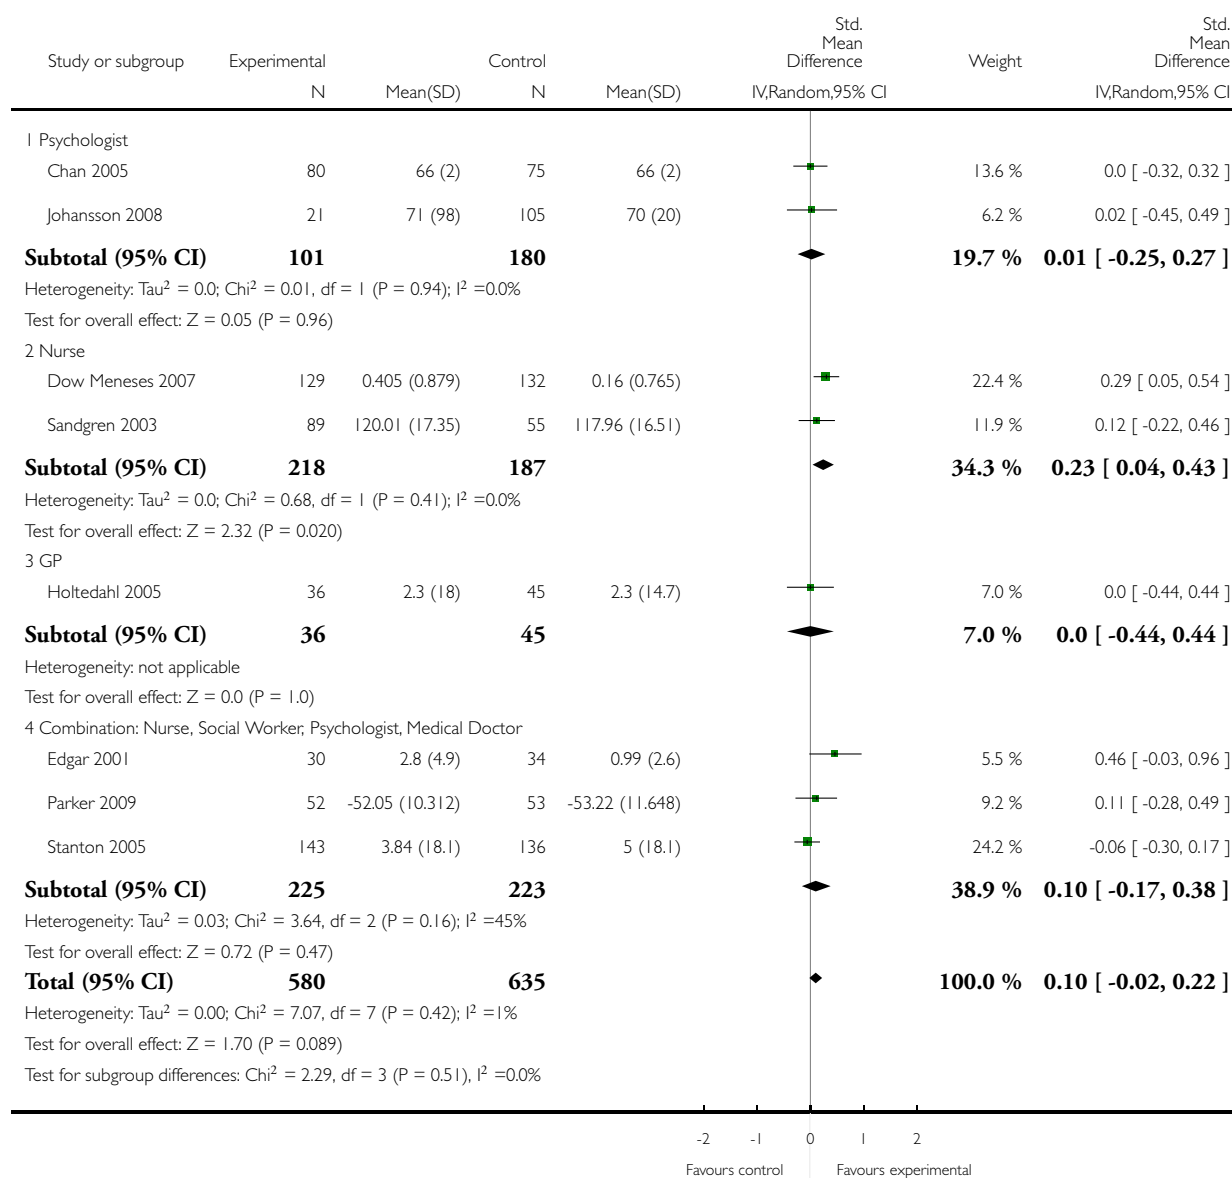 Std. Mean Difference Std. Mean Difference
Study or subgroup Experimental Control Weight
N Mean(SD) N Mean(SD) IV,Random,95% CI IV,Random,95% CI
1 Psychologist
Chan 2005 80 66 (2) 75 66 (2) 13.6 % 0.0 [ -0.32, 0.32 ]
Johansson 2008 21 71 (98) 105 70 (20) 6.2 % 0.02 [ -0.45, 0.49 ]
Subtotal (95% CI) 101 180 19.7 % 0.01 [ -0.25, 0.27 ]
Heterogeneity: Tau² = 0.0; Chi² = 0.01, df = 1 (P = 0.94); I² =0.0%
Test for overall effect: Z = 0.05 (P = 0.96)
2 Nurse
Dow Meneses 2007 129 0.405 (0.879) 132 0.16 (0.765) 22.4 % 0.29 [ 0.05, 0.54 ]
Sandgren 2003 89 120.01 (17.35) 55 117.96 (16.51) 11.9 % 0.12 [ -0.22, 0.46 ]
Subtotal (95% CI) 218 187 34.3 % 0.23 [ 0.04, 0.43 ]
Heterogeneity: Tau² = 0.0; Chi² = 0.68, df = 1 (P = 0.41); I² =0.0%
Test for overall effect: Z = 2.32 (P = 0.020)
3 GP
Holtedahl 2005 36 2.3 (18) 45 2.3 (14.7) 7.0 % 0.0 [ -0.44, 0.44 ]
Subtotal (95% CI) 36 45 7.0 % 0.0 [ -0.44, 0.44 ]
Heterogeneity: not applicable
Test for overall effect: Z = 0.0 (P = 1.0)
4 Combination: Nurse, Social Worker, Psychologist, Medical Doctor
Edgar 2001 30 2.8 (4.9) 34 0.99 (2.6) 5.5 % 0.46 [ -0.03, 0.96 ]
Parker 2009 52 -52.05 (10.312) 53 -53.22 (11.648) 9.2 % 0.11 [ -0.28, 0.49 ]
Stanton 2005 143 3.84 (18.1) 136 5 (18.1) 24.2 % -0.06 [ -0.30, 0.17 ]
Subtotal (95% CI) 225 223 38.9 % 0.10 [ -0.17, 0.38 ]
Heterogeneity: Tau² = 0.03; Chi² = 3.64, df = 2 (P = 0.16); I² =45%
Test for overall effect: Z = 0.72 (P = 0.47)
Total (95% CI) 580 635 100.0 % 0.10 [ -0.02, 0.22 ]
Heterogeneity: Tau² = 0.00; Chi² = 7.07, df = 7 (P = 0.42); I² =1%
Test for overall effect: Z = 1.70 (P = 0.089)
Test for subgroup differences: Chi² = 2.29, df = 3 (P = 0.51), I² =0.0%
-2 -1 0 1 2
Favours control Favours experimental